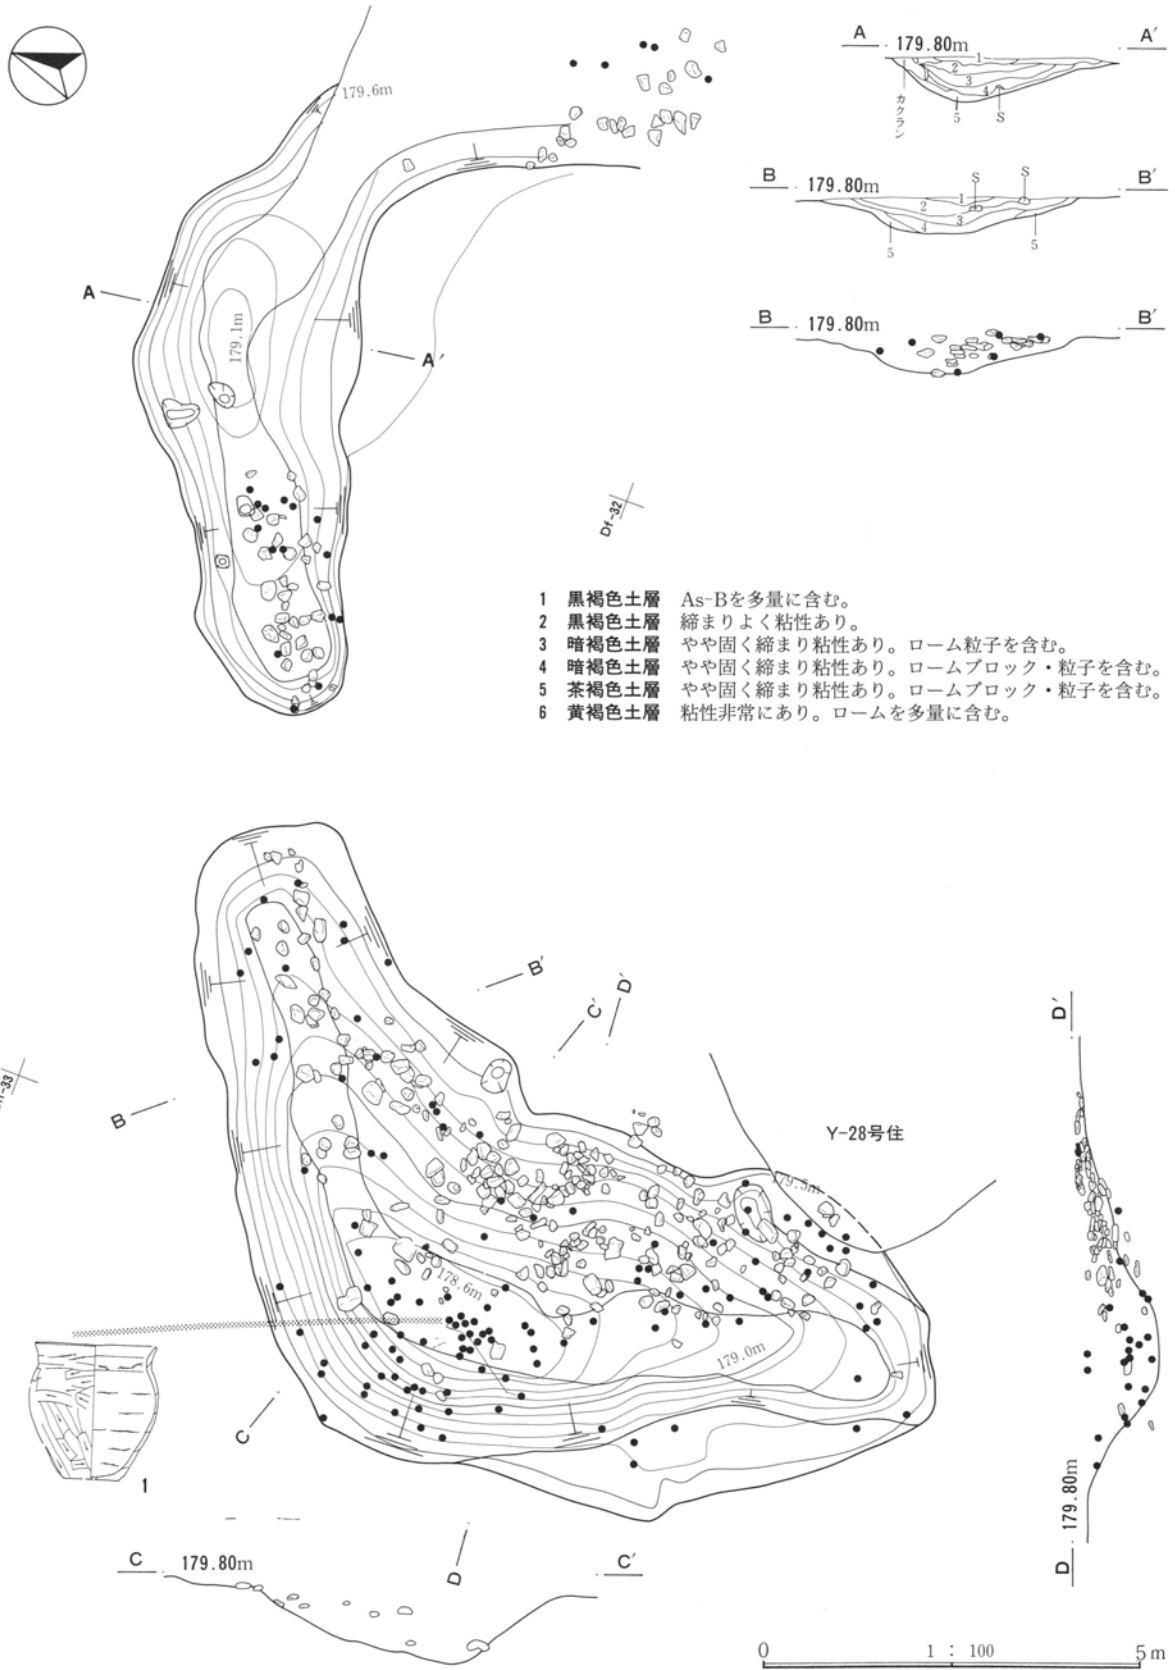 A 179.80m A′
1
2
3
4
5
S
カクラン
179.6m
B 179.80m B′
S
S
1
2
3
4
5
5
A
179.1m
A′
B 179.80m B′
Df-32
1 黒褐色土層 As-Bを多量に含む。
2 黒褐色土層 締まりよく粘性あり。
3 暗褐色土層 やや固く締まり粘性あり。ローム粒子を含む。
4 暗褐色土層 やや固く締まり粘性あり。ロームブロック・粒子を含む。
5 茶褐色土層 やや固く締まり粘性あり。ロームブロック・粒子を含む。
6 黄褐色土層 粘性非常にあり。ロームを多量に含む。
B′
C′
D′
D′
B
Y-28号住
179.5m
178.6m
179.0m
C
1
D
C 179.80m C′
D 179.80m
0 1 : 100 5m